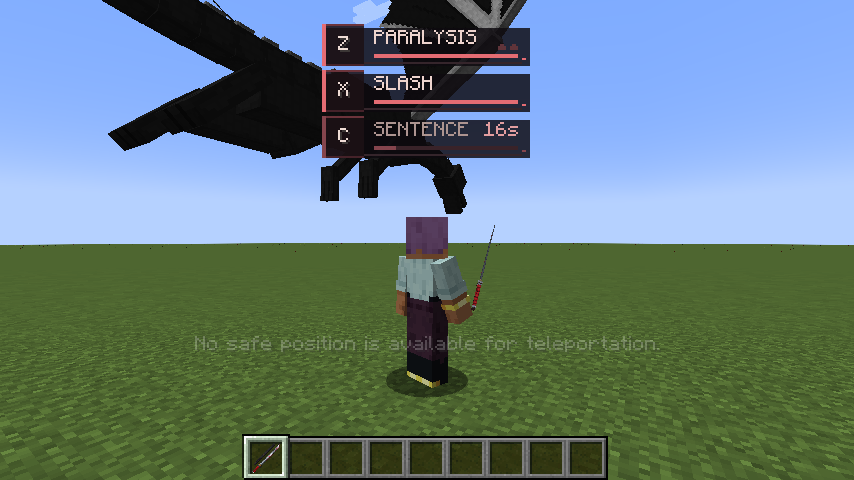 Z PARALYSIS
X SLASH
C SENTENCE 16s
No safe position is available for teleportation.